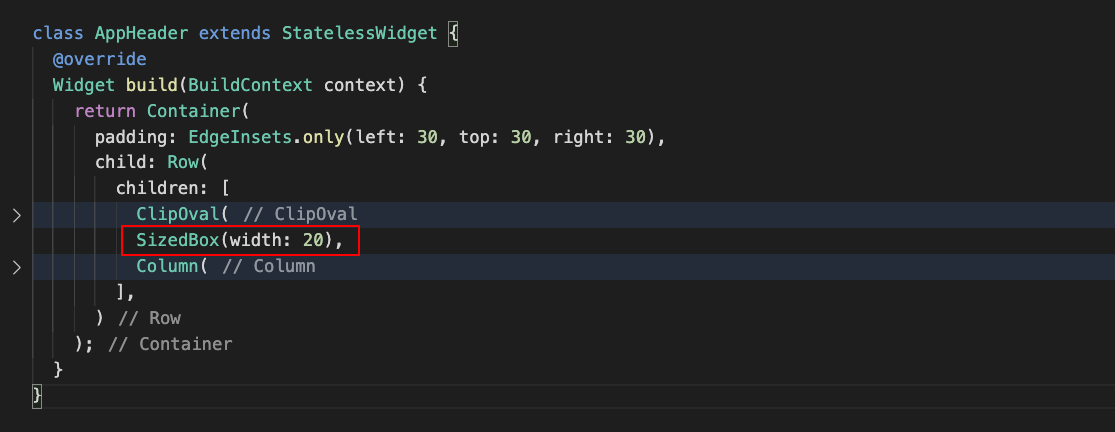 class AppHeader extends StatelessWidget {
@override
Widget build(BuildContext context) {
return Container(
padding: EdgeInsets.only(left: 30, top: 30, right: 30),
child: Row(
children: [
ClipOval( // ClipOval
SizedBox(width: 20),
Column( // Column
],
) // Row
); // Container
}
}